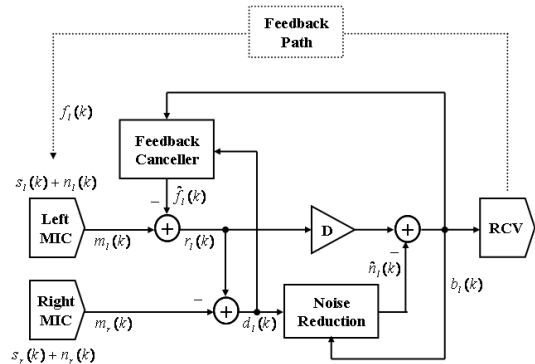 Feedback
Path
f_l(k)
Feedback
Canceller
s_l(k) + n_l(k)
− f̂_l(k)
Left
MIC
m_l(k)
+
r_l(k)
D
+
RCV
−
n̂_l(k)
b_l(k)
Right
MIC
m_r(k)
−
+
d_l(k)
Noise
Reduction
s_r(k) + n_r(k)